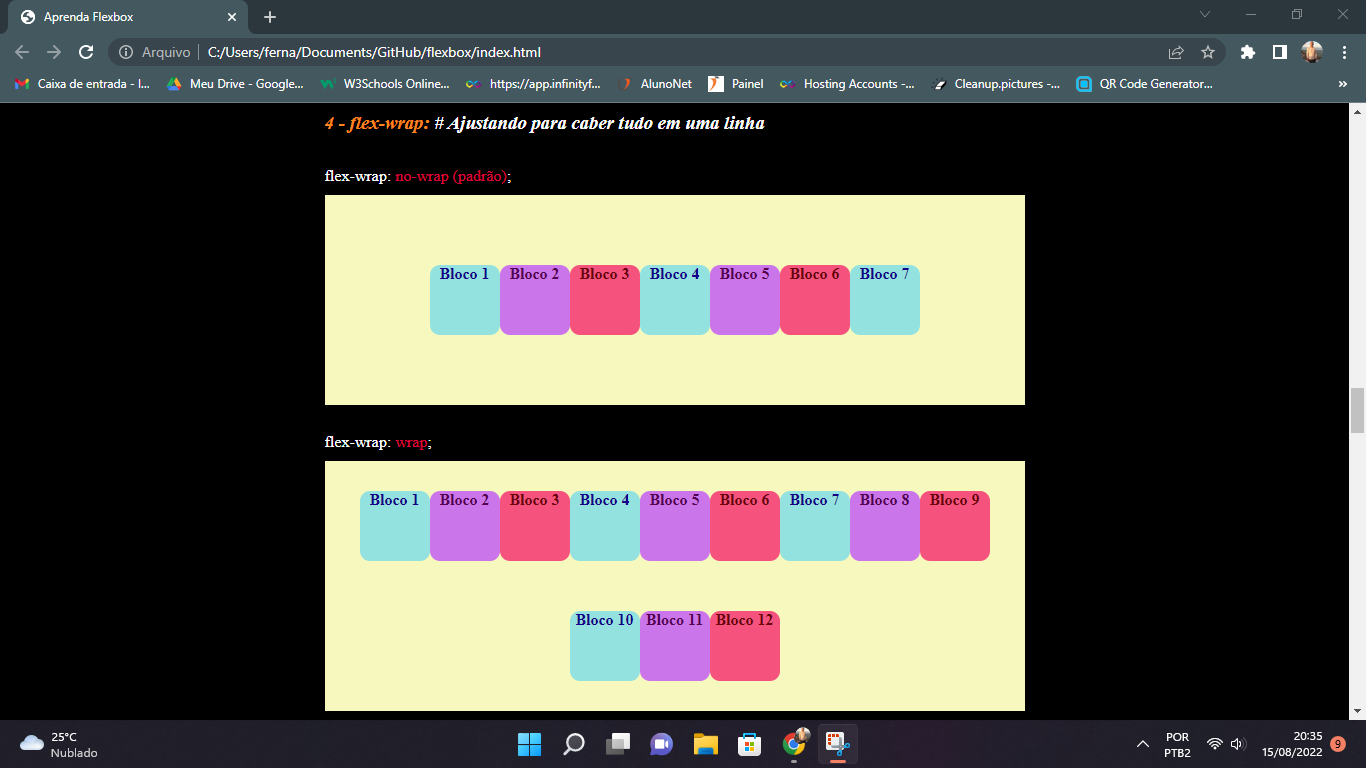 Aprenda Flexbox
Arquivo C:/Users/ferna/Documents/GitHub/flexbox/index.html
Caixa de entrada - I... Meu Drive - Google... W3Schools Online... https://app.infinityf... AlunoNet Painel Hosting Accounts -... Cleanup.pictures -... QR Code Generator... »
4 - flex-wrap: # Ajustando para caber tudo em uma linha
flex-wrap: no-wrap (padrão);
Bloco 1 Bloco 2 Bloco 3 Bloco 4 Bloco 5 Bloco 6 Bloco 7
flex-wrap: wrap;
Bloco 1 Bloco 2 Bloco 3 Bloco 4 Bloco 5 Bloco 6 Bloco 7 Bloco 8 Bloco 9
Bloco 10 Bloco 11 Bloco 12
25°C
Nublado
POR
PTB2
20:35
15/08/2022
9